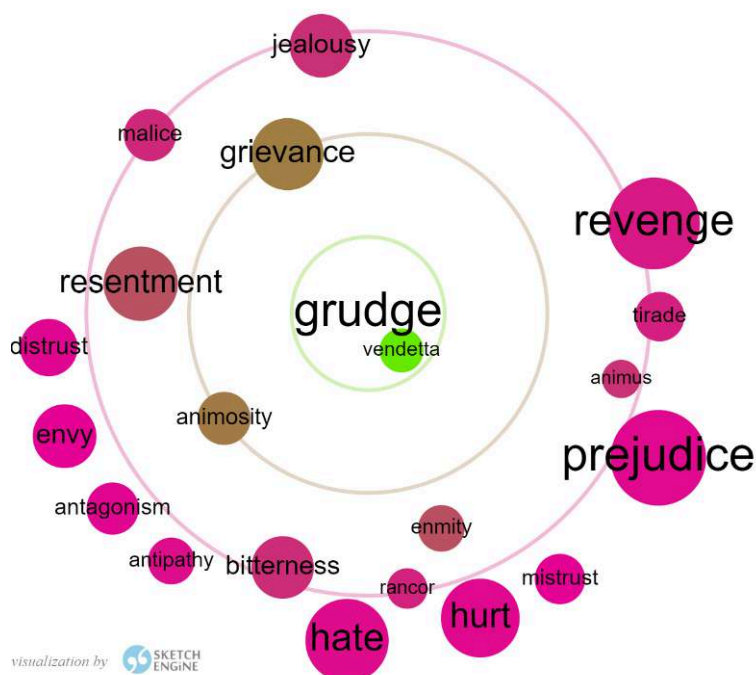 jealousy
malice
grievance
revenge
resentment
grudge
tirade
distrust
vendetta
animus
animosity
envy
prejudice
antagonism
enmity
antipathy
bitterness
mistrust
rancor
hurt
hate
visualization by SKETCH
ENGINE